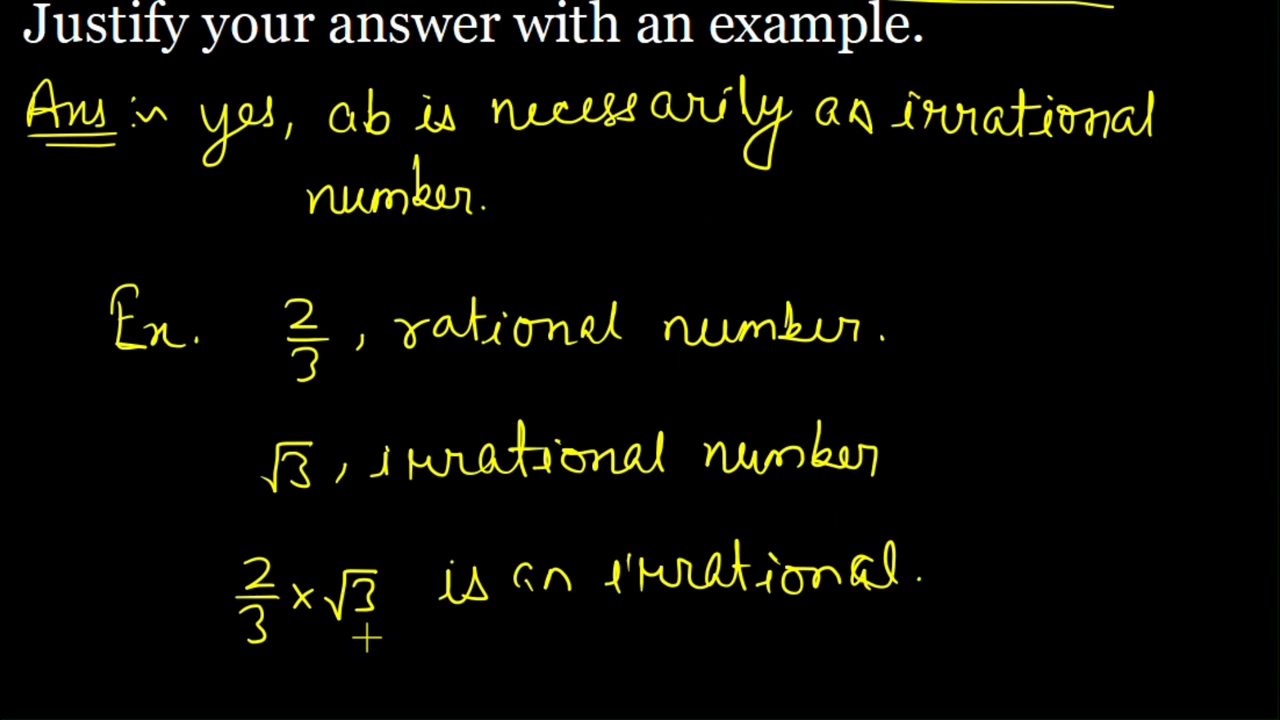 Justify your answer with an example.
Ans :- yes, ab is necessarily an irrational
number.
Ex. 2/3, rational number.
√3, irrational number
2/3 × √3 is an irrational.